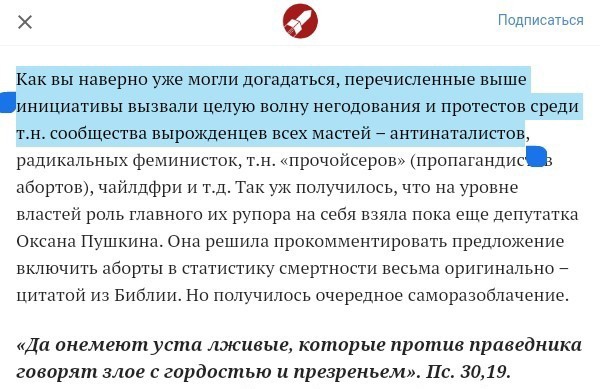 Подписаться
Как вы наверно уже могли догадаться, перечисленные выше
инициативы вызвали целую волну негодования и протестов среди
т.н. сообщества вырожденцев всех мастей – антинаталистов,
радикальных феминисток, т.н. «прочойсеров» (пропагандистов
абортов), чайлдфри и т.д. Так уж получилось, что на уровне
властей роль главного их рупора на себя взяла пока еще депутатка
Оксана Пушкина. Она решила прокомментировать предложение
включить аборты в статистику смертности весьма оригинально –
цитатой из Библии. Но получилось очередное саморазоблачение.
«Да онемеют уста лживые, которые против праведника
говорят злое с гордостью и презреньем». Пс. 30,19.